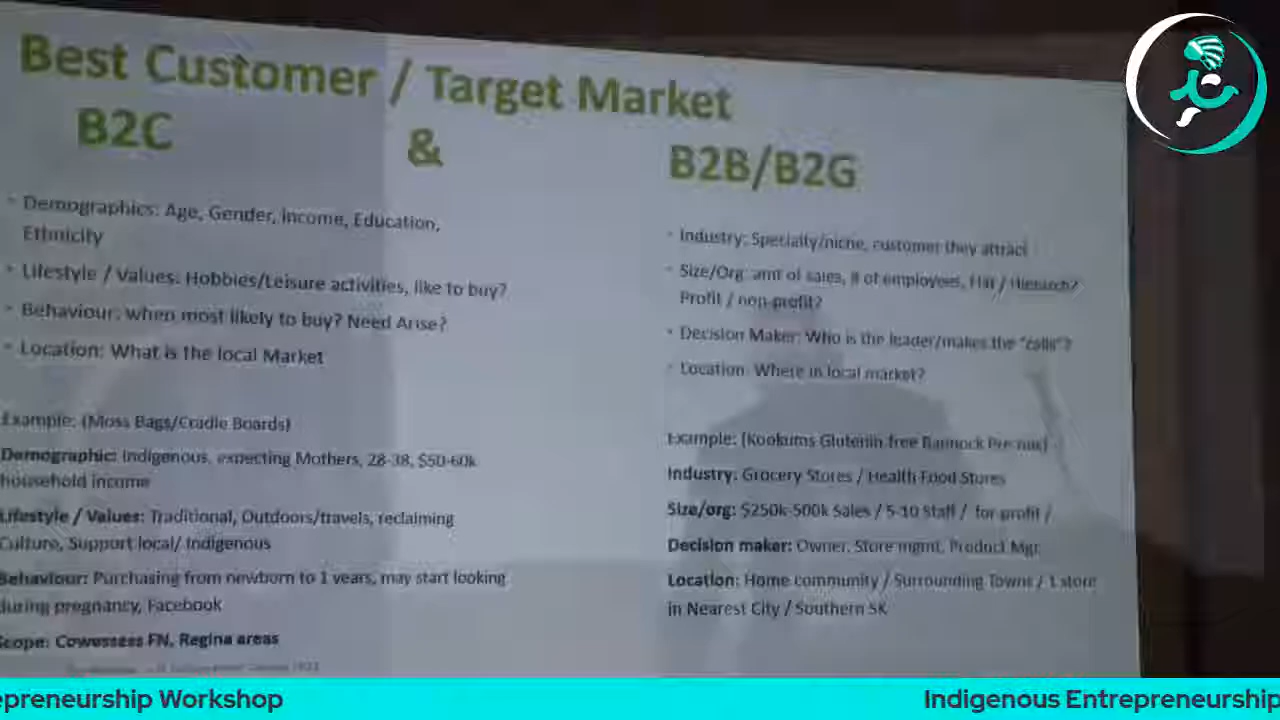 Best Customer / Target Market
B2C
&
B2B/B2G
Demographics: Age, Gender, Income, Education,
Ethnicity
Lifestyle / Values: Hobbies/Leisure activities, like to buy?
Behaviour: when most likely to buy? Need Arise?
Location: What is the local Market
Example: (Moss Bags/Cradle Boards)
Demographic: Indigenous, expecting Mothers, 28-38, $50-60k
household income
Lifestyle / Values: Traditional, Outdoors/travels, reclaiming
Culture, Support local/ Indigenous
Behaviour: Purchasing from newborn to 1 years, may start looking
during pregnancy, Facebook
Scope: Cowessess FN, Regina areas
Industry: Specialty/niche, customer they attract
Size/Org: amt of sales, # of employees, Flat / Hierarch?
Profit / non-profit?
Decision Maker: Who is the leader/makes the "calls"?
Location: Where in local market?
Example: (Kookums Glutenin free Bannock
Industry: Grocery Stores / Health Food Stores
Size/org: $250k-500k Sales / 5-10 Staff / for-profit /
Decision maker: Owner, Store mgmt, Product Mgr
Location: Home community / Surrounding Towns / 1 store
in Nearest City / Southern SK
epreneurship Workshop
Indigenous Entrepreneurship